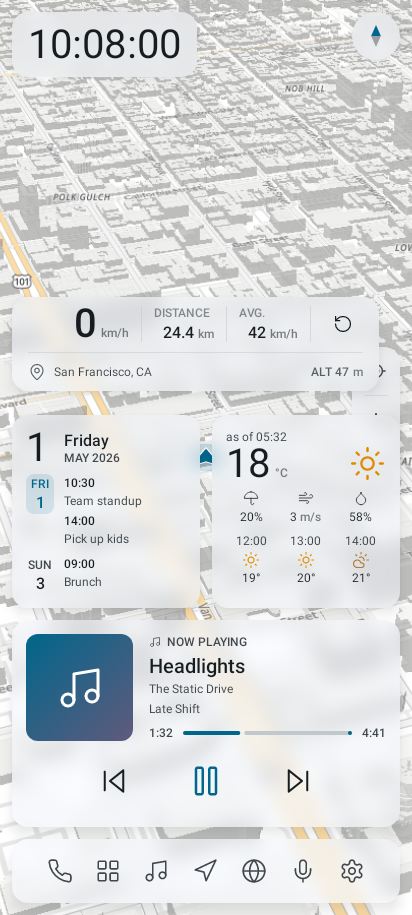 10:08:00
NOB HILL
POLK GULCH
101
0 km/h
DISTANCE
24.4 km
AVG.
42 km/h
San Francisco, CA
ALT 47 m
1
Friday
MAY 2026
FRI
1
10:30
Team standup
14:00
Pick up kids
SUN
3
09:00
Brunch
as of 05:32
18 °C
20%
3 m/s
58%
12:00 13:00 14:00
19° 20° 21°
NOW PLAYING
Headlights
The Static Drive
Late Shift
1:32
4:41